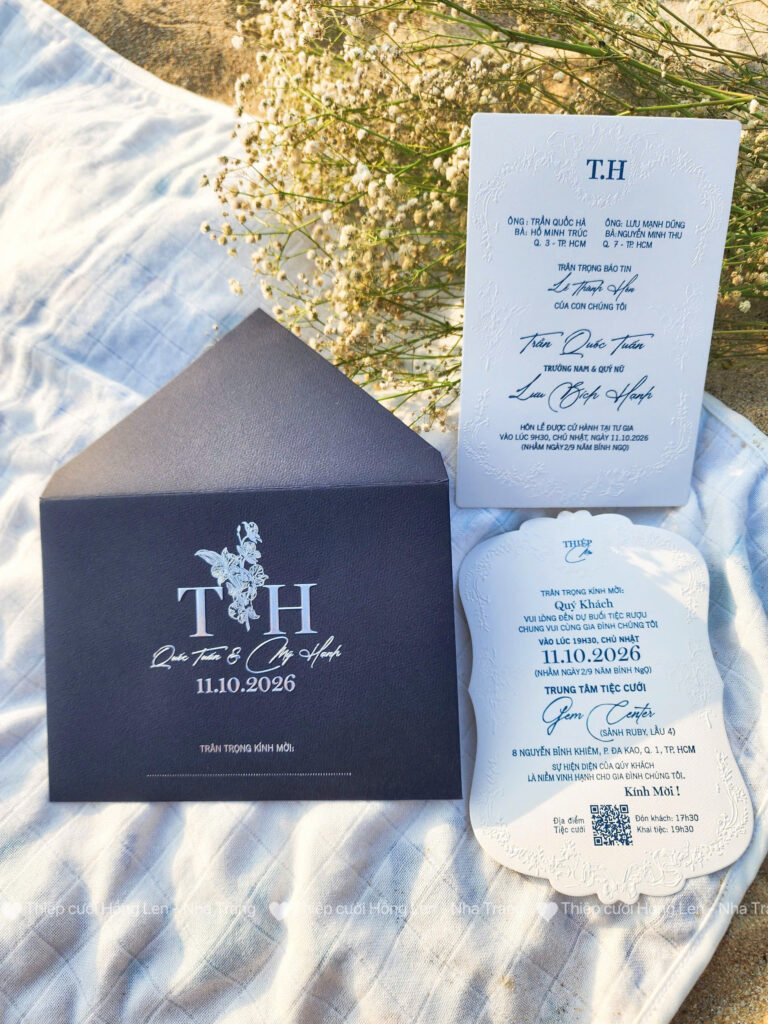 T H
Quốc Tuấn & Mỹ Hạnh
11.10.2026
TRÂN TRỌNG KÍNH MỜI:
T.H
ÔNG : TRẦN QUỐC HÀ
BÀ: HỒ MINH TRÚC
Q. 3 - TP. HCM
ÔNG: LƯU MẠNH DŨNG
BÀ: NGUYỄN MINH THU
Q. 7 - TP. HCM
TRÂN TRỌNG BÁO TIN
Lễ Thành Hôn
CỦA CON CHÚNG TÔI
Trần Quốc Tuấn
TRƯỞNG NAM & QUÝ NỮ
Lưu Bích Hạnh
HÔN LỄ ĐƯỢC CỬ HÀNH TẠI TƯ GIA
VÀO LÚC 9H30, CHỦ NHẬT, NGÀY 11.10.2026
(NHẰM NGÀY 2/9 NĂM BÍNH NGỌ)
THIỆP
Mời
TRÂN TRỌNG KÍNH MỜI:
Quý Khách
VUI LÒNG ĐẾN DỰ BUỔI TIỆC RƯỢU
CHUNG VUI CÙNG GIA ĐÌNH CHÚNG TÔI
VÀO LÚC 19H30, CHỦ NHẬT
11.10.2026
(NHẰM NGÀY 2/9 NĂM BÍNH NGỌ)
TRUNG TÂM TIỆC CƯỚI
Gem Center
(SẢNH RUBY, LẦU 4)
8 NGUYỄN BỈNH KHIÊM, P. ĐA KAO, Q. 1, TP. HCM
SỰ HIỆN DIỆN CỦA QUÝ KHÁCH
LÀ NIỀM VINH HẠNH CHO GIA ĐÌNH CHÚNG TÔI.
Kính Mời !
Địa điểm
Tiệc cưới
Đón khách: 17h30
Khai tiệc: 19h30
Thiệp cưới Hồng Len - Nha Trang Thiệp cưới Hồng Len - Nha Trang Thiệp cưới Hồng Len - Nha Trang